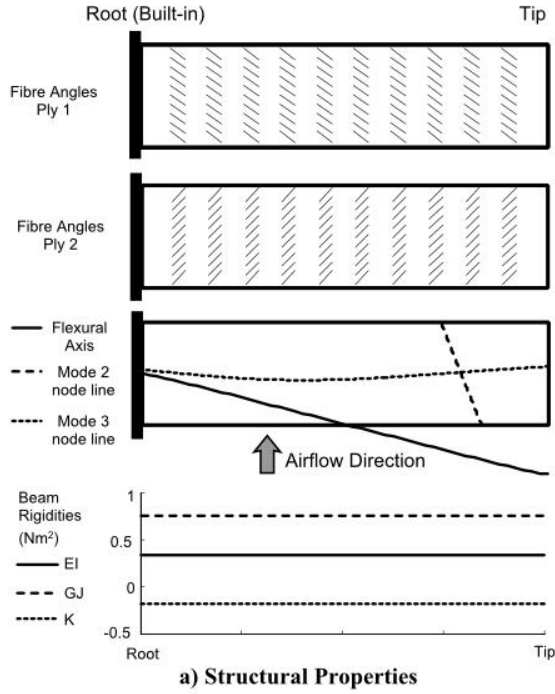 Root (Built-in) Tip
Fibre Angles
Ply 1
Fibre Angles
Ply 2
Flexural
Axis
Mode 2
node line
Mode 3
node line
Airflow Direction
Beam
Rigidities
(Nm²)
EI
GJ
K
1
0.5
0
-0.5
Root Tip
a) Structural Properties